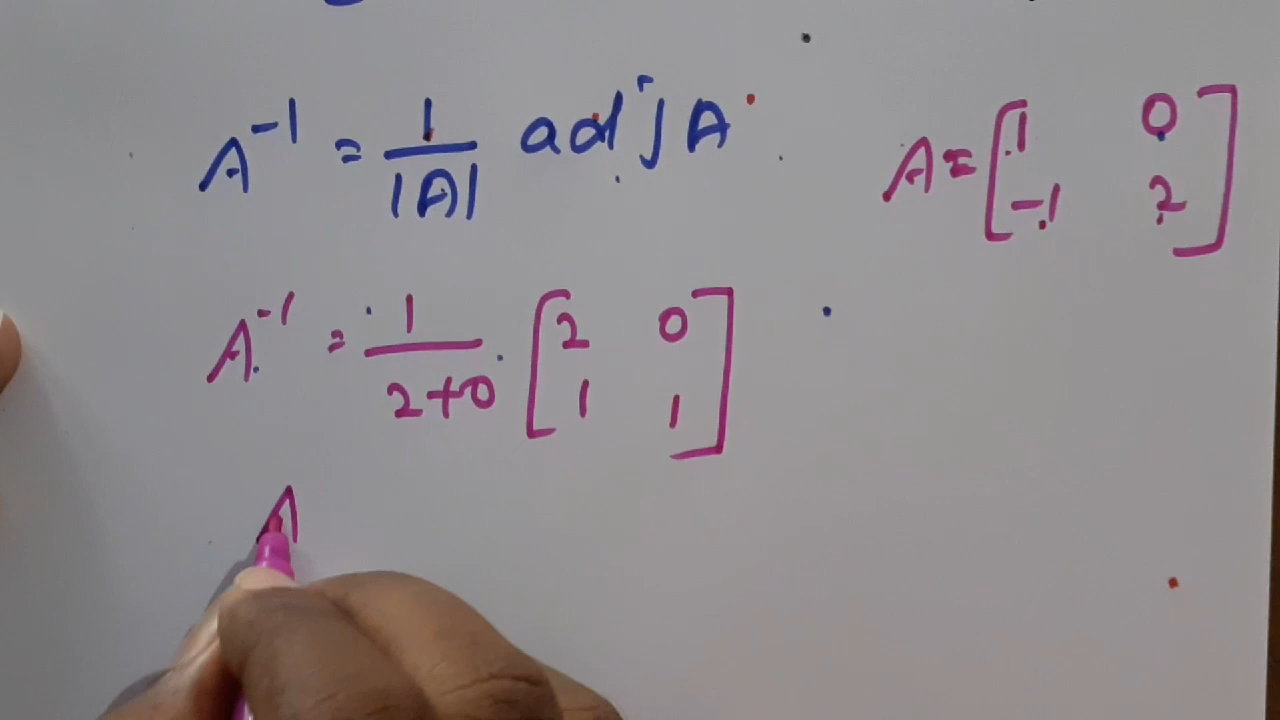 A⁻¹ = 1/|A| adj A
A = [1 0; -1 2]
A⁻¹ = 1/(2+0) [2 0; 1 1]
A